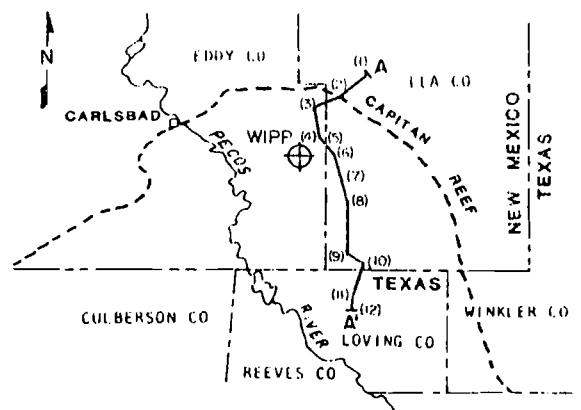 N
EDDY CO
(1)
A
LEA CO
(2)
(3)
CARLSBAD
CAPITAN
REEF
PECOS
WIPP
(4)
(5)
(6)
(7)
(8)
NEW MEXICO
TEXAS
(9)
(10)
TEXAS
(11)
(12)
A'
CULBERSON CO
RIVER
LOVING CO
WINKLER CO
REEVES CO